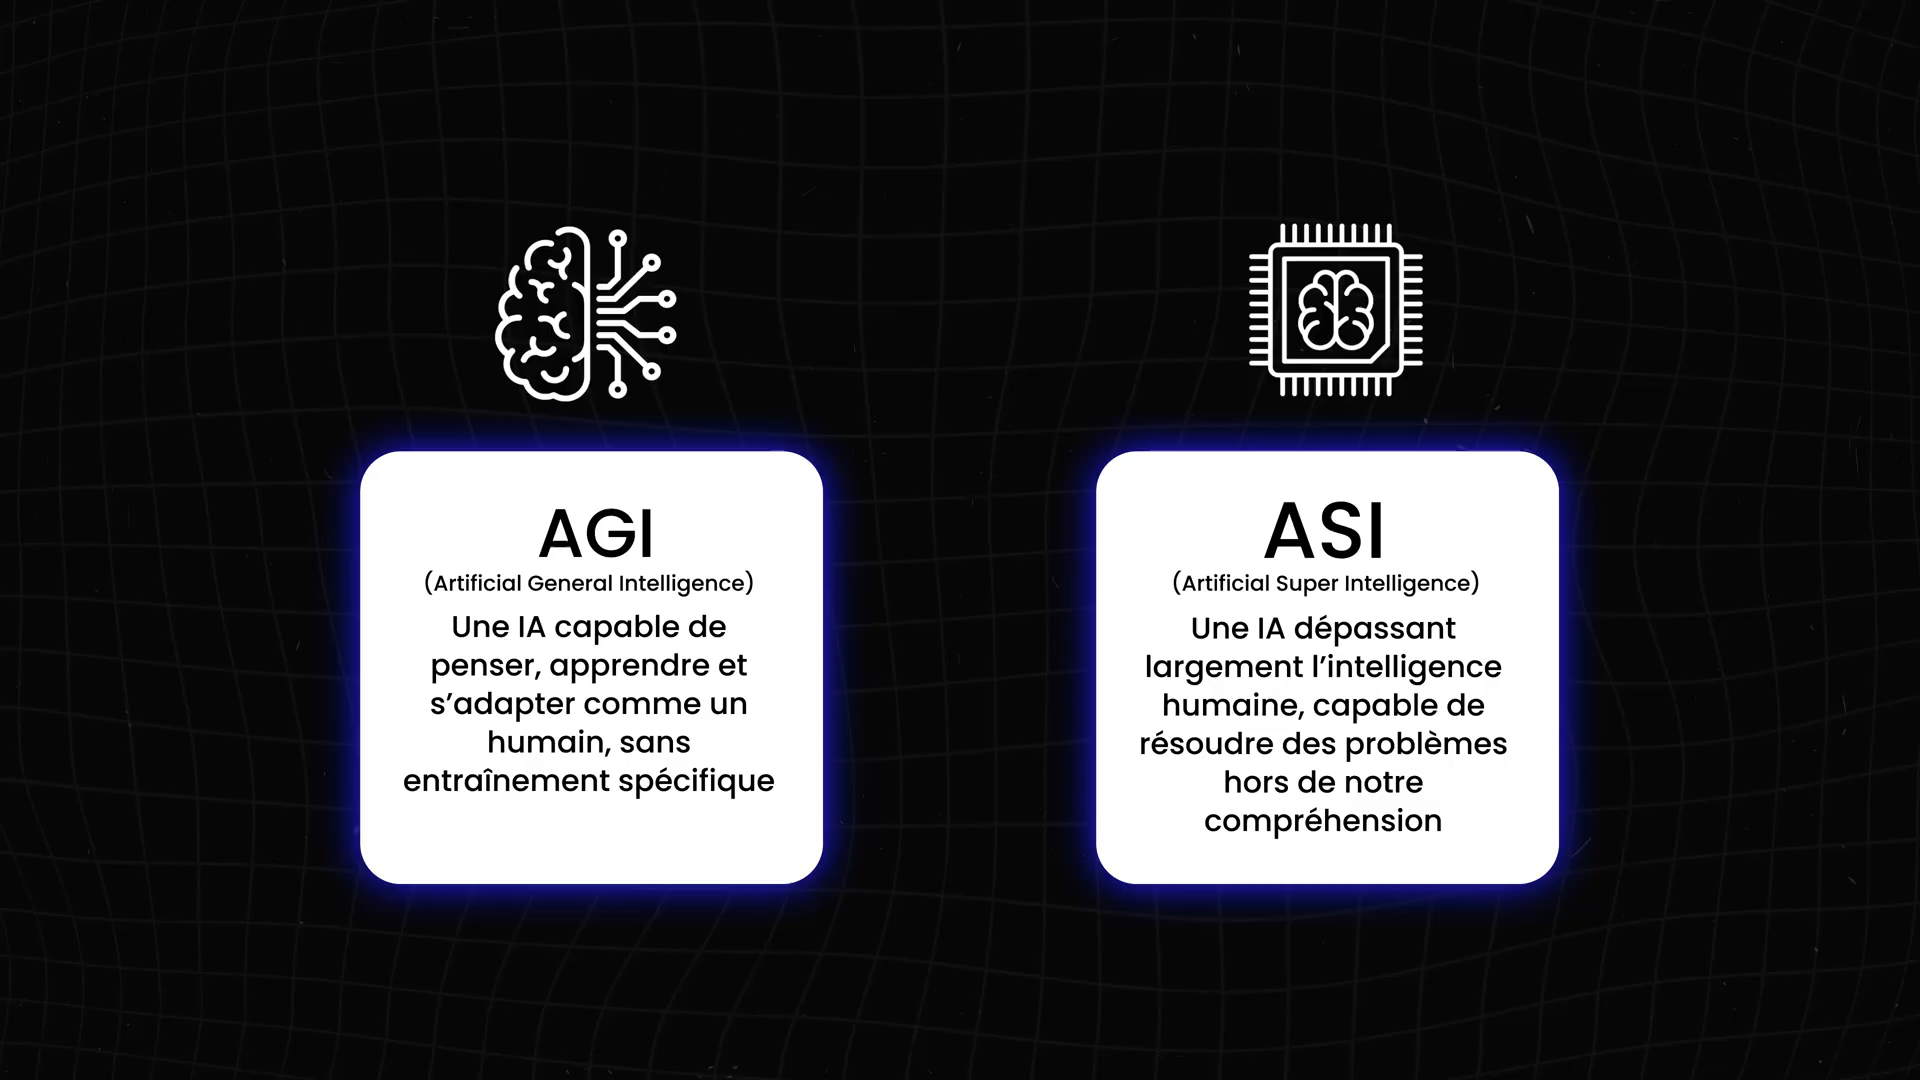 AGI
(Artificial General Intelligence)
Une IA capable de
penser, apprendre et
s’adapter comme un
humain, sans
entraînement spécifique
ASI
(Artificial Super Intelligence)
Une IA dépassant
largement l’intelligence
humaine, capable de
résoudre des problèmes
hors de notre
compréhension